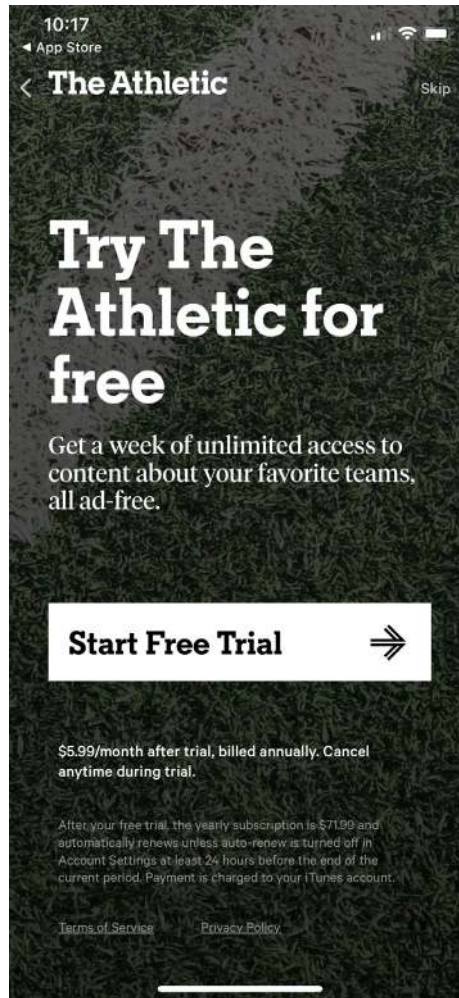 10:17
◀ App Store
The Athletic
Skip
Try The
Athletic for
free
Get a week of unlimited access to
content about your favorite teams,
all ad-free.
Start Free Trial
$5.99/month after trial, billed annually. Cancel
anytime during trial.
After your free trial, the yearly subscription is $71.99 and
automatically renews unless auto-renew is turned off in
Account Settings at least 24 hours before the end of the
current period. Payment is charged to your iTunes account.
Terms of Service
Privacy Policy